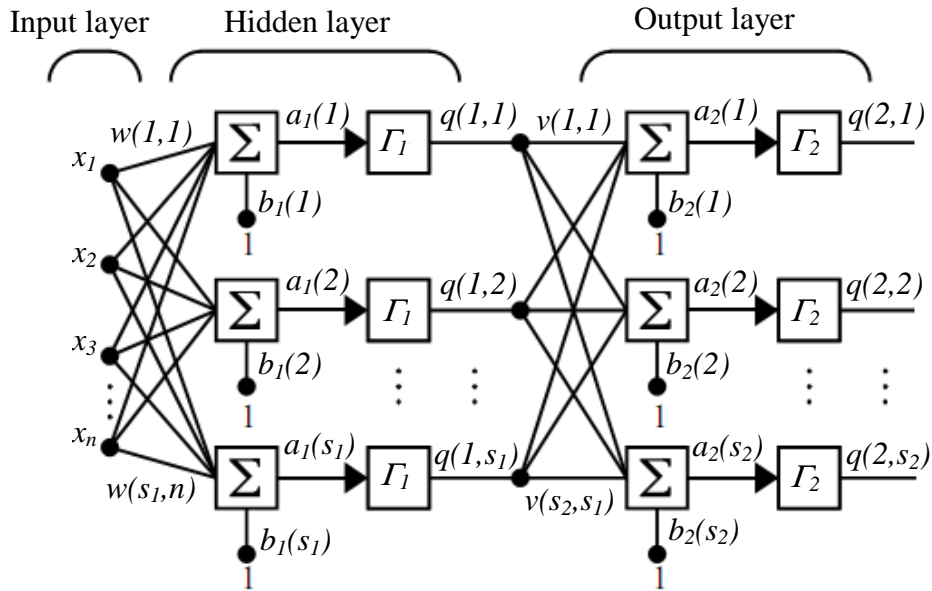 Input layer Hidden layer Output layer
w(1,1) a₁(1) q(1,1) v(1,1) a₂(1) q(2,1)
x₁ Σ Γ₁ Σ Γ₂
b₁(1) b₂(1)
1 1
x₂ a₁(2) q(1,2) a₂(2) q(2,2)
Σ Γ₁ Σ Γ₂
x₃ b₁(2) b₂(2)
1 1
xₙ a₁(s₁) q(1,s₁) a₂(s₂) q(2,s₂)
w(s₁,n) Σ Γ₁ v(s₂,s₁) Σ Γ₂
b₁(s₁) b₂(s₂)
1 1